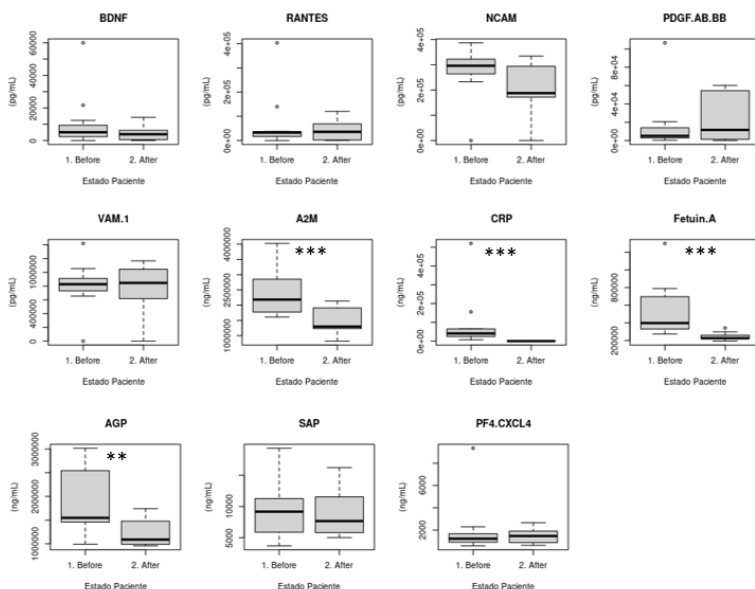 BDNF
(pg/mL)
0 20000 40000 60000
1. Before 2. After
Estado Paciente
RANTES
(pg/mL)
0e+00 2e+05 4e+05
1. Before 2. After
Estado Paciente
NCAM
(pg/mL)
0e+00 2e+05 4e+05
1. Before 2. After
Estado Paciente
PDGF.AB.BB
(pg/mL)
0e+00 4e+04 8e+04
1. Before 2. After
Estado Paciente
VAM.1
(pg/mL)
0 400000 1000000
1. Before 2. After
Estado Paciente
A2M
***
(ng/mL)
1000000 2500000 4000000
1. Before 2. After
Estado Paciente
CRP
***
(ng/mL)
0e+00 2e+05 4e+05
1. Before 2. After
Estado Paciente
Fetuin.A
***
(ng/mL)
200000 800000
1. Before 2. After
Estado Paciente
AGP
**
(ng/mL)
1000000 2000000 3000000
1. Before 2. After
Estado Paciente
SAP
(ng/mL)
5000 10000
1. Before 2. After
Estado Paciente
PF4.CXCL4
(ng/mL)
2000 6000
1. Before 2. After
Estado Paciente